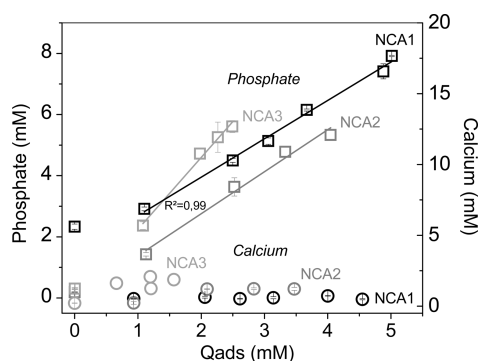 8
6
4
2
0
Phosphate (mM)
20
15
10
5
0
Calcium (mM)
0
1
2
3
4
5
Qads (mM)
NCA1
Phosphate
NCA3
NCA2
R²=0,99
Calcium
NCA3
NCA2
NCA1